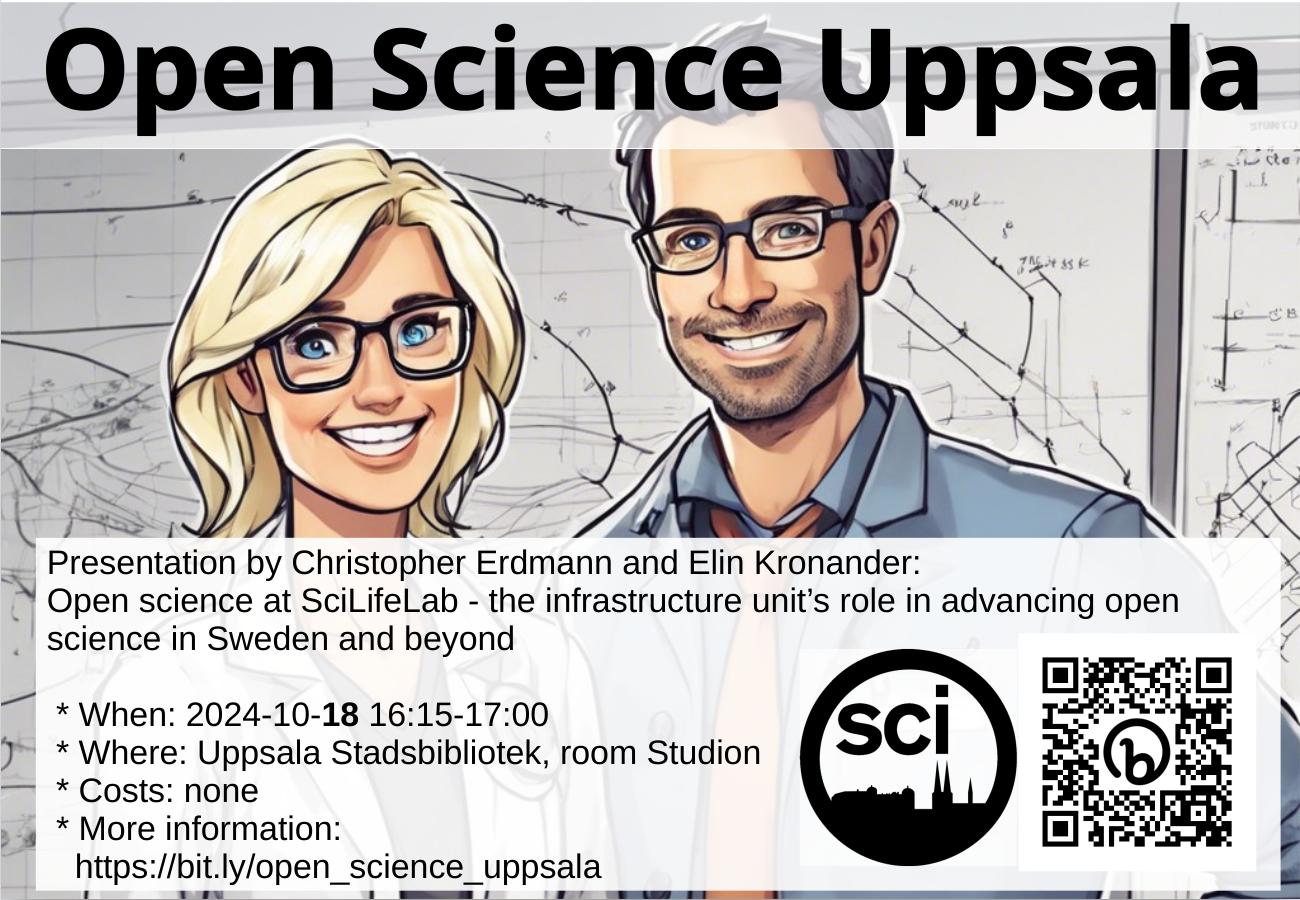 Open Science Uppsala
Presentation by Christopher Erdmann and Elin Kronander:
Open science at SciLifeLab - the infrastructure unit’s role in advancing open
science in Sweden and beyond
* When: 2024-10-18 16:15-17:00
* Where: Uppsala Stadsbibliotek, room Studion
* Costs: none
* More information:
https://bit.ly/open_science_uppsala
sci
b